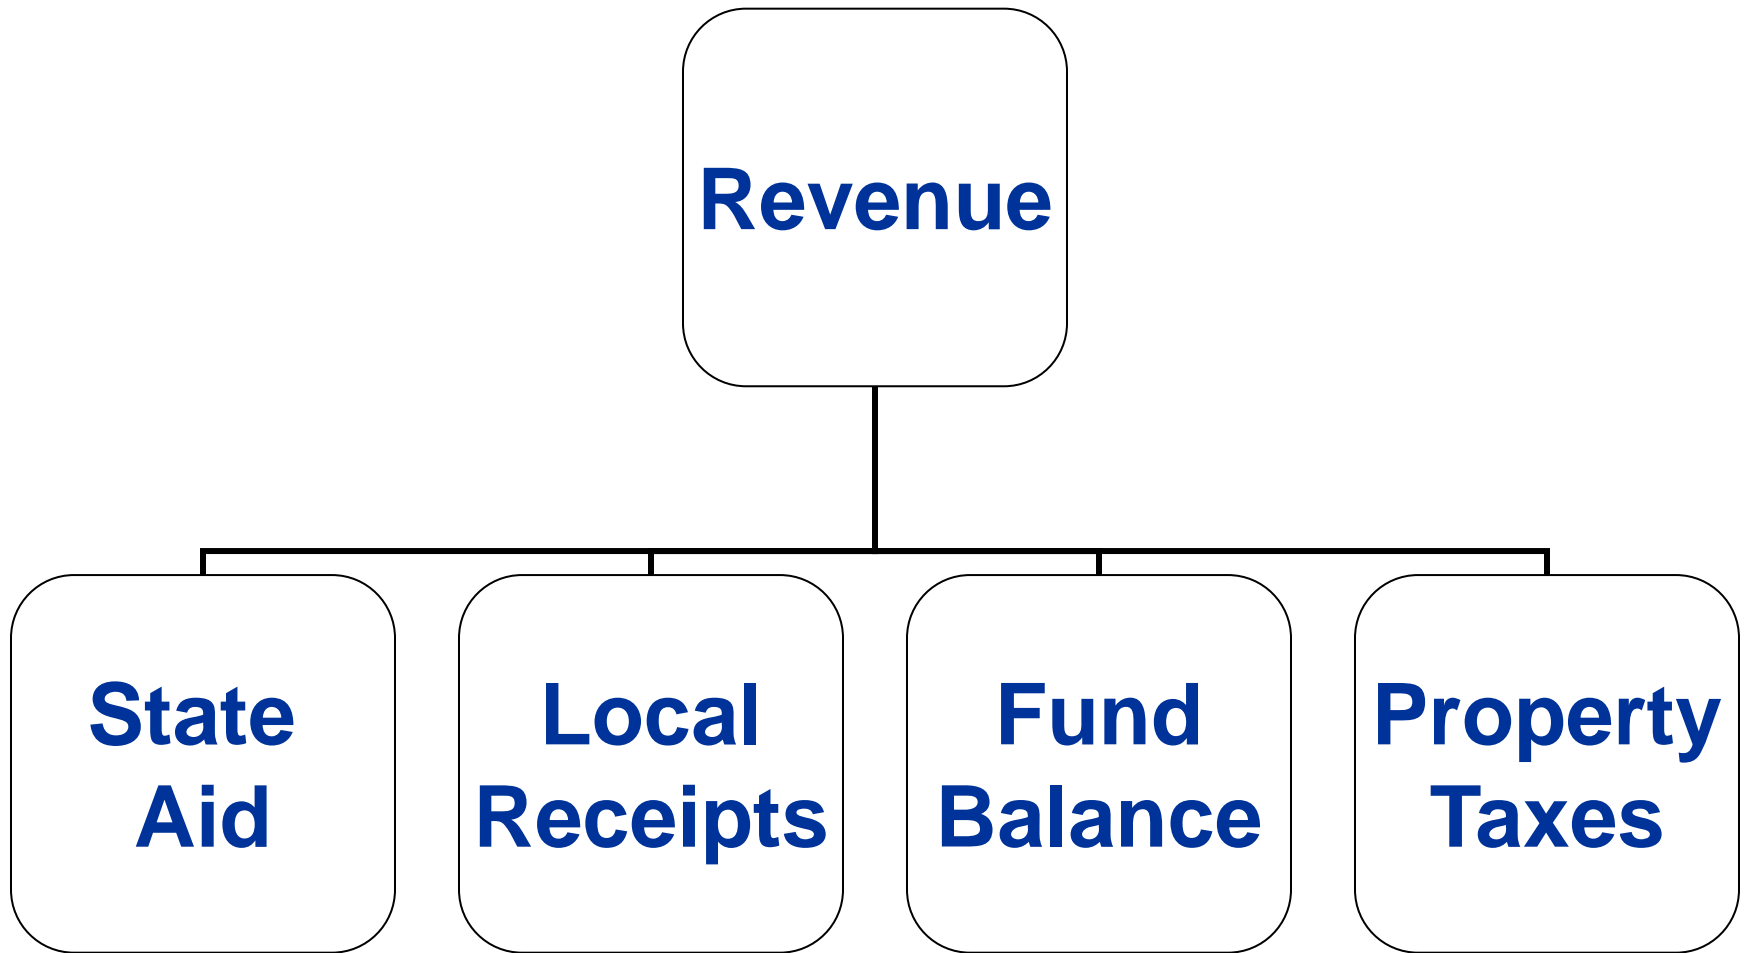 Revenue
State
Aid
Local
Receipts
Fund
Balance
Property
Taxes